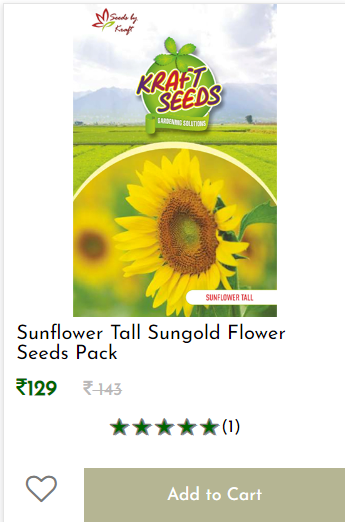 Seeds by
Kraft
KRAFT
SEEDS
GARDENING SOLUTIONS
SUNFLOWER TALL
Sunflower Tall Sungold Flower
Seeds Pack
₹129 ₹ 143
(1)
Add to Cart